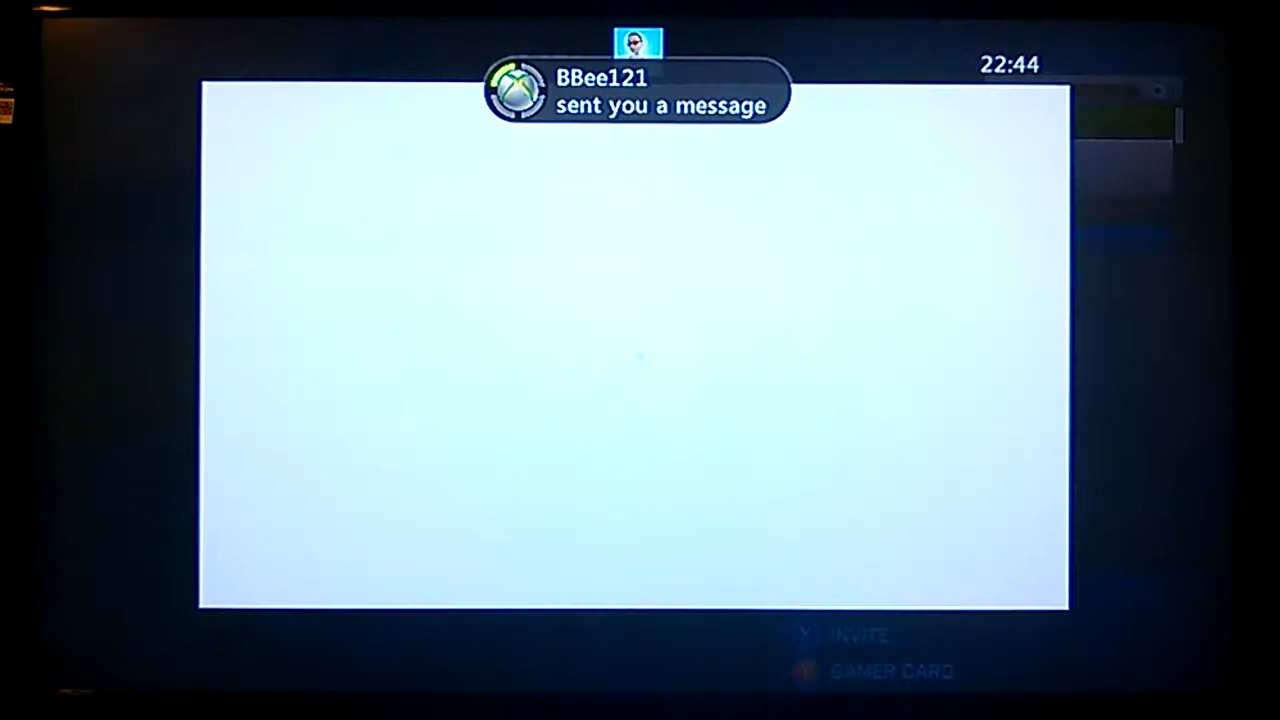 22:44
BBee121
sent you a message
INVITE
GAMER CARD